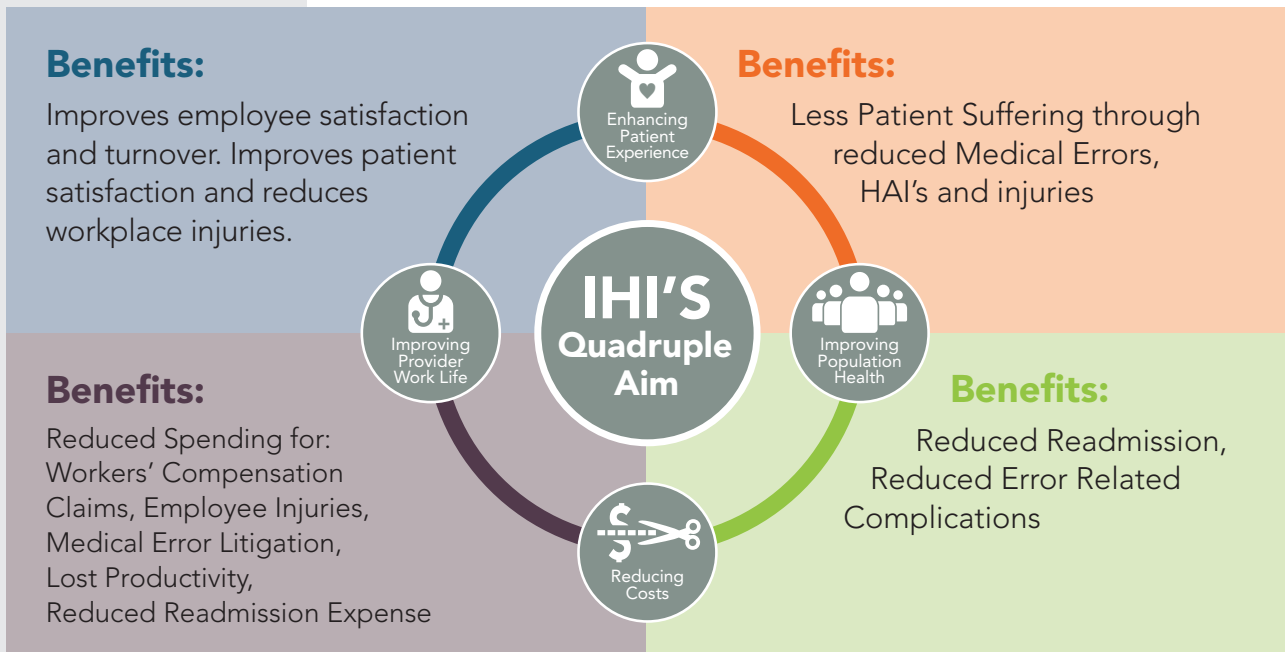 Benefits:
Improves employee satisfaction
and turnover. Improves patient
satisfaction and reduces
workplace injuries.
Enhancing
Patient
Experience
Benefits:
Less Patient Suffering through
reduced Medical Errors,
HAI's and injuries
Improving
Provider
Work Life
IHI'S
Quadruple
Aim
Improving
Population
Health
Benefits:
Reduced Spending for:
Workers' Compensation
Claims, Employee Injuries,
Medical Error Litigation,
Lost Productivity,
Reduced Readmission Expense
$
Reducing
Costs
Benefits:
Reduced Readmission,
Reduced Error Related
Complications